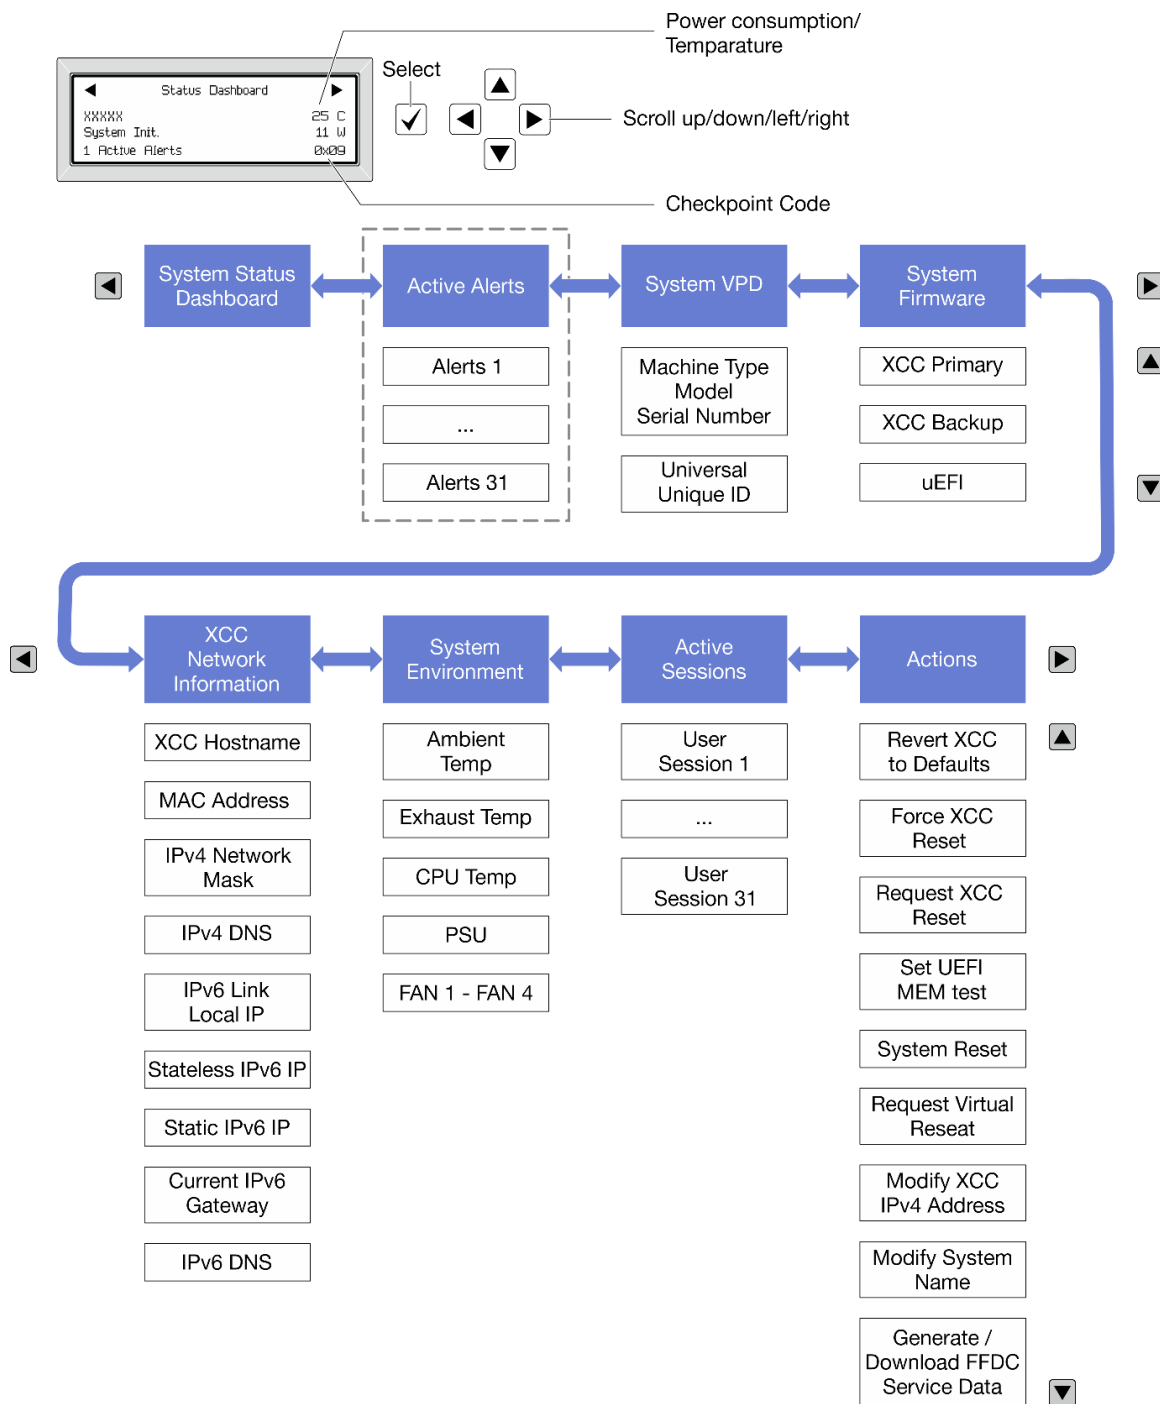 Power consumption/
Temparature
Select
Status Dashboard
XXXXX 25 C
System Init. 11 W
1 Active Alerts 0x09
Scroll up/down/left/right
Checkpoint Code
System Status
Dashboard
Active Alerts
System VPD
System
Firmware
Alerts 1
...
Alerts 31
Machine Type
Model
Serial Number
Universal
Unique ID
XCC Primary
XCC Backup
uEFI
XCC
Network
Information
System
Environment
Active
Sessions
Actions
XCC Hostname
MAC Address
IPv4 Network
Mask
IPv4 DNS
IPv6 Link
Local IP
Stateless IPv6 IP
Static IPv6 IP
Current IPv6
Gateway
IPv6 DNS
Ambient
Temp
Exhaust Temp
CPU Temp
PSU
FAN 1 - FAN 4
User
Session 1
...
User
Session 31
Revert XCC
to Defaults
Force XCC
Reset
Request XCC
Reset
Set UEFI
MEM test
System Reset
Request Virtual
Reseat
Modify XCC
IPv4 Address
Modify System
Name
Generate /
Download FFDC
Service Data